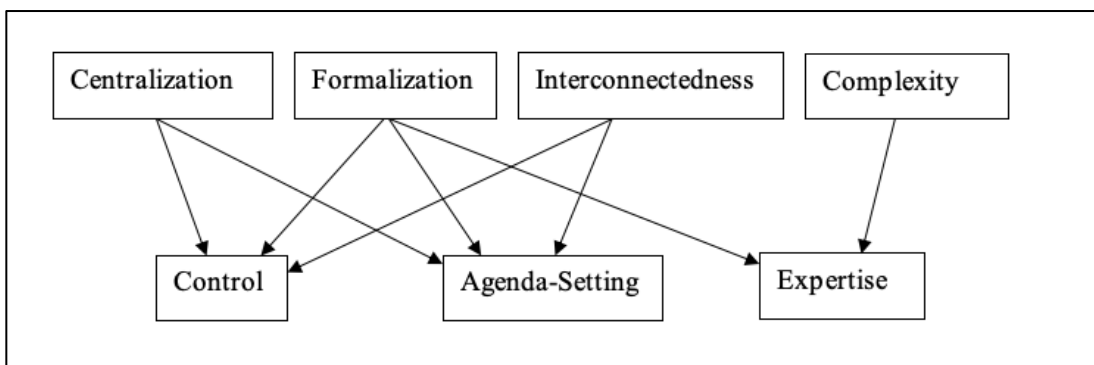 Centralization
Formalization
Interconnectedness
Complexity
Control
Agenda-Setting
Expertise